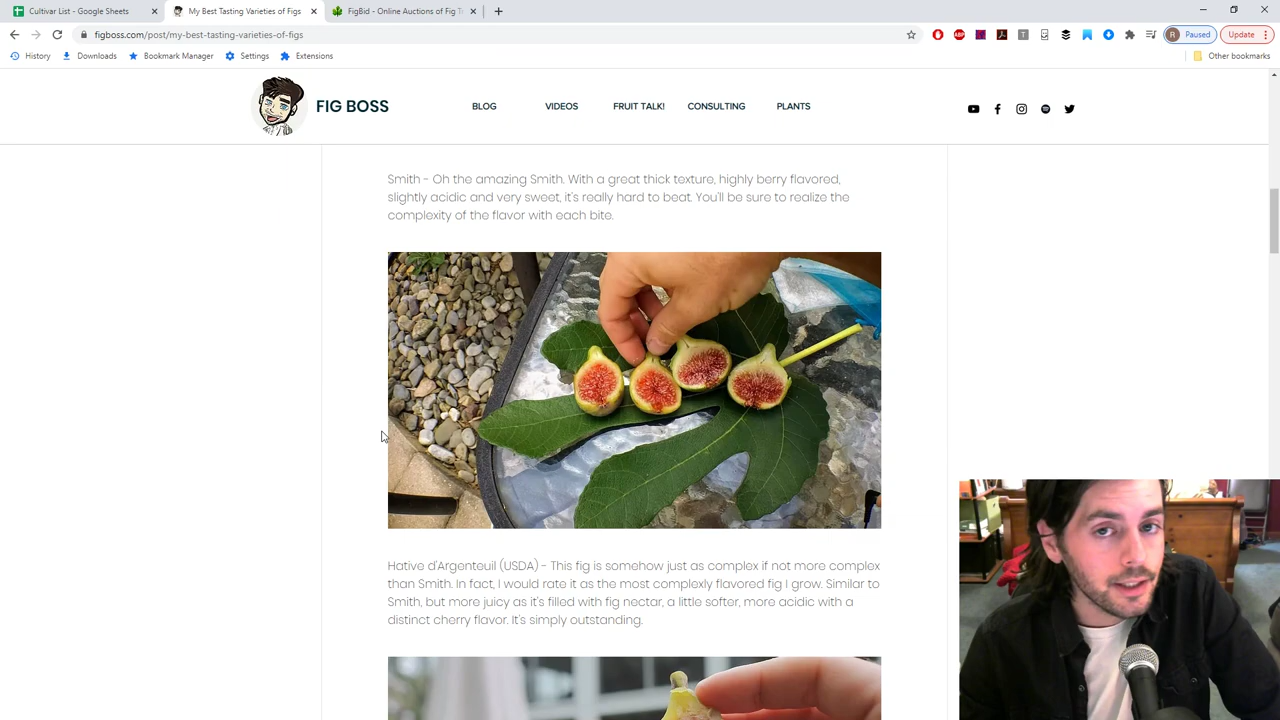 Cultivar List - Google Sheets
My Best Tasting Varieties of Figs
FigBid - Online Auctions of Fig Tr
figboss.com/post/my-best-tasting-varieties-of-figs
Paused
Update
History
Downloads
Bookmark Manager
Settings
Extensions
Other bookmarks
FIG BOSS
BLOG
VIDEOS
FRUIT TALK!
CONSULTING
PLANTS
Smith - Oh the amazing Smith. With a great thick texture, highly berry flavored,
slightly acidic and very sweet, it's really hard to beat. You'll be sure to realize the
complexity of the flavor with each bite.
Hative d'Argenteuil (USDA) - This fig is somehow just as complex if not more complex
than Smith. In fact, I would rate it as the most complexly flavored fig I grow. Similar to
Smith, but more juicy as it's filled with fig nectar, a little softer, more acidic with a
distinct cherry flavor. It's simply outstanding.